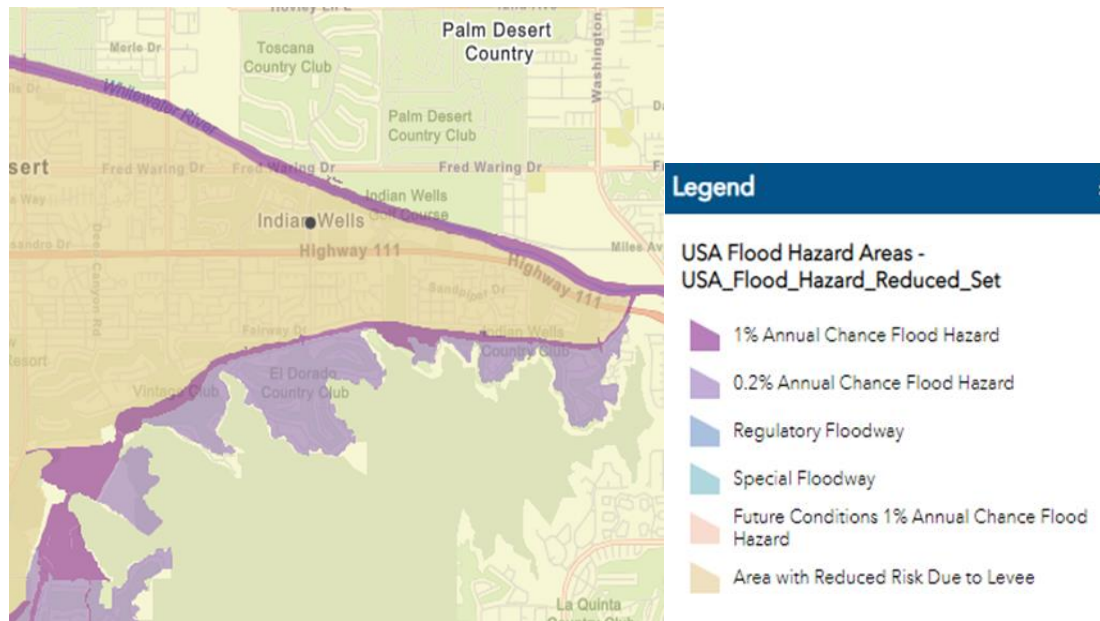 Palm Desert
Country
Merle Dr
Toscana
Country Club
Washington
Whitewater River
Palm Desert
Country Club
sert
Fred Waring Dr
Fred Waring Dr
Fred Waring Dr
Indian Wells
Golf Course
Indian Wells
Highway 111
Miles Av
Highway 111
Sandpiper Dr
Deep Canyon Rd
Fairway Dr
Indian Wells
Country Club
esort
El Dorado
Country Club
Vintage Club
La Quinta
Legend
USA Flood Hazard Areas -
USA_Flood_Hazard_Reduced_Set
1% Annual Chance Flood Hazard
0.2% Annual Chance Flood Hazard
Regulatory Floodway
Special Floodway
Future Conditions 1% Annual Chance Flood
Hazard
Area with Reduced Risk Due to Levee